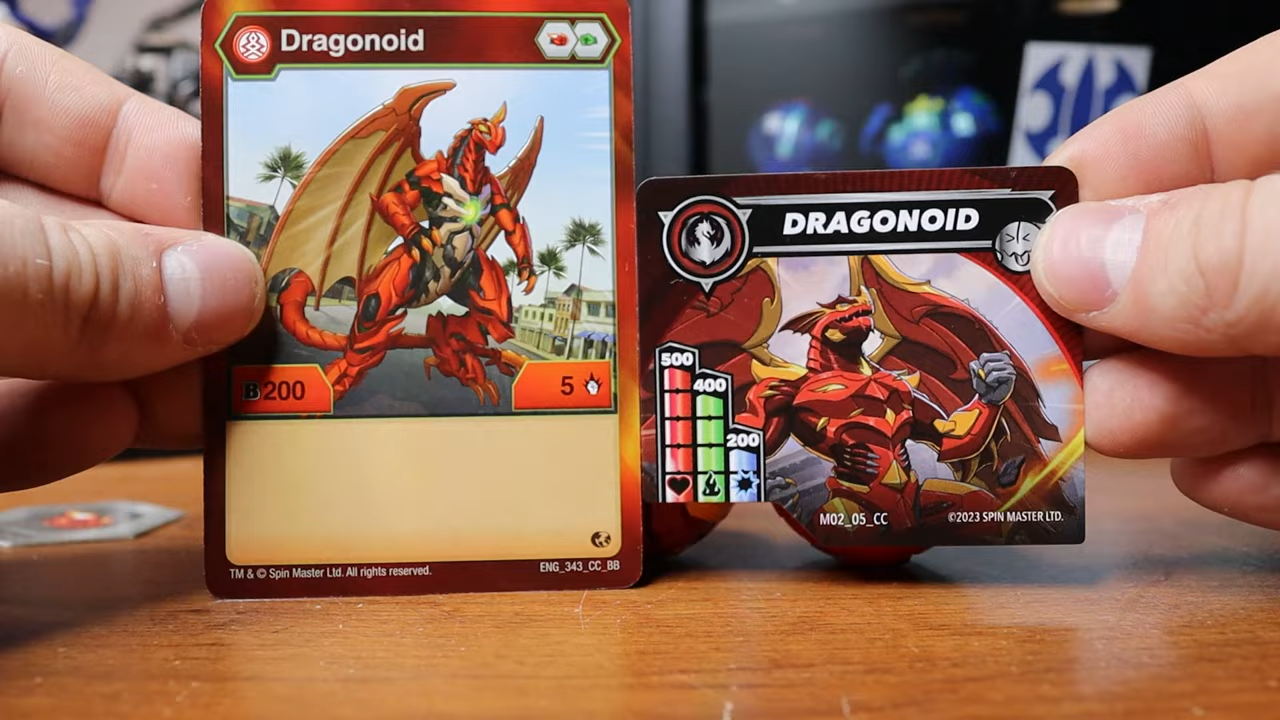 Dragonoid
B 200
5
TM & © Spin Master Ltd. All rights reserved.
ENG_343_CC_BB
DRAGONOID
500
400
200
M02_05_CC
©2023 SPIN MASTER LTD.